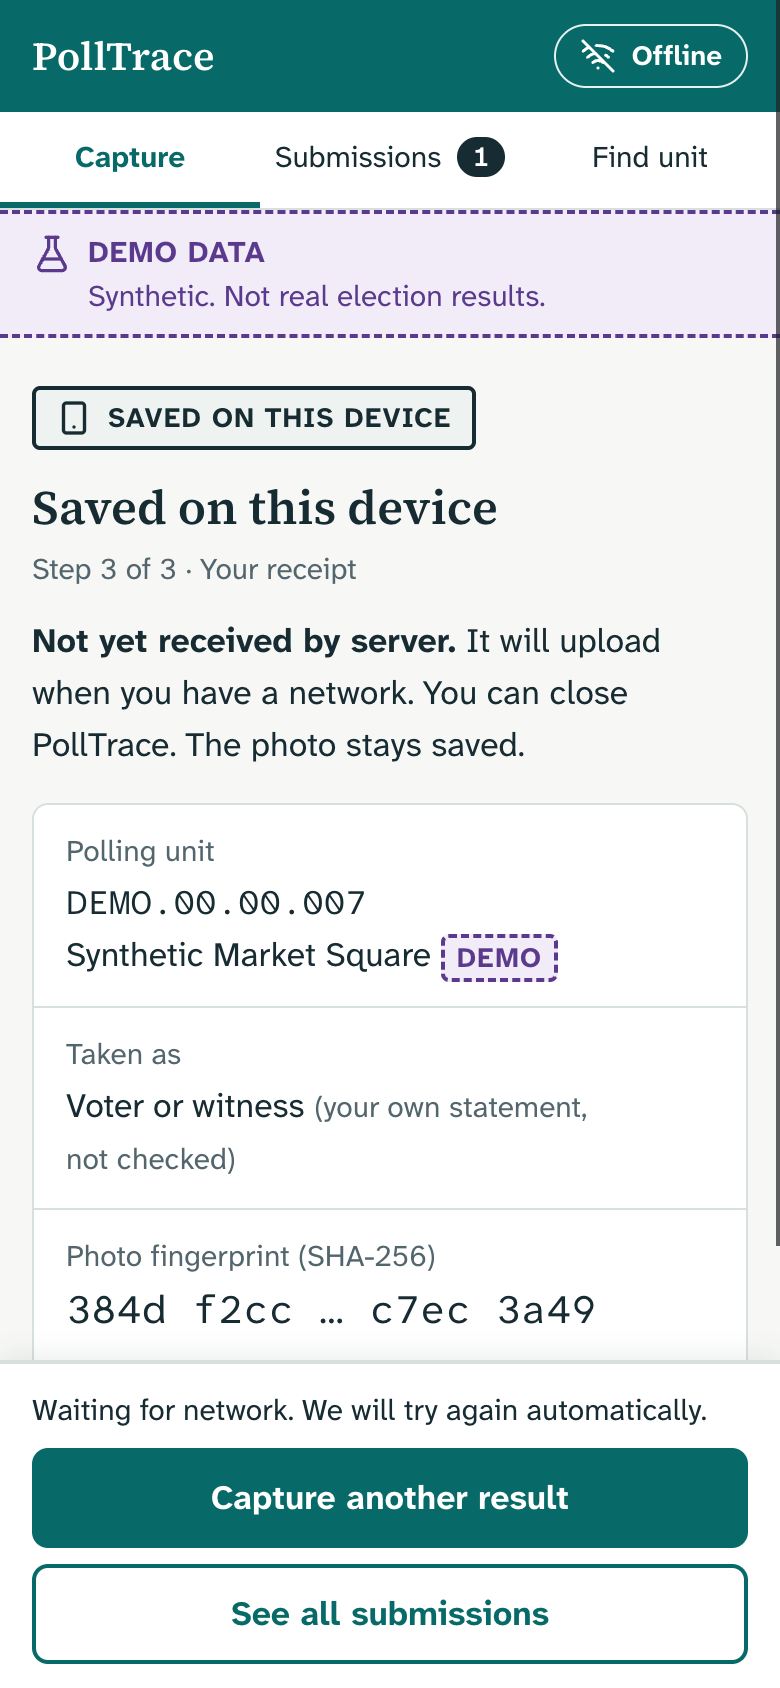 PollTrace
Offline
Capture
Submissions 1
Find unit
DEMO DATA
Synthetic. Not real election results.
SAVED ON THIS DEVICE
Saved on this device
Step 3 of 3 · Your receipt
Not yet received by server. It will upload
when you have a network. You can close
PollTrace. The photo stays saved.
Polling unit
DEMO.00.00.007
Synthetic Market Square DEMO
Taken as
Voter or witness (your own statement,
not checked)
Photo fingerprint (SHA-256)
384d f2cc … c7ec 3a49
Waiting for network. We will try again automatically.
Capture another result
See all submissions